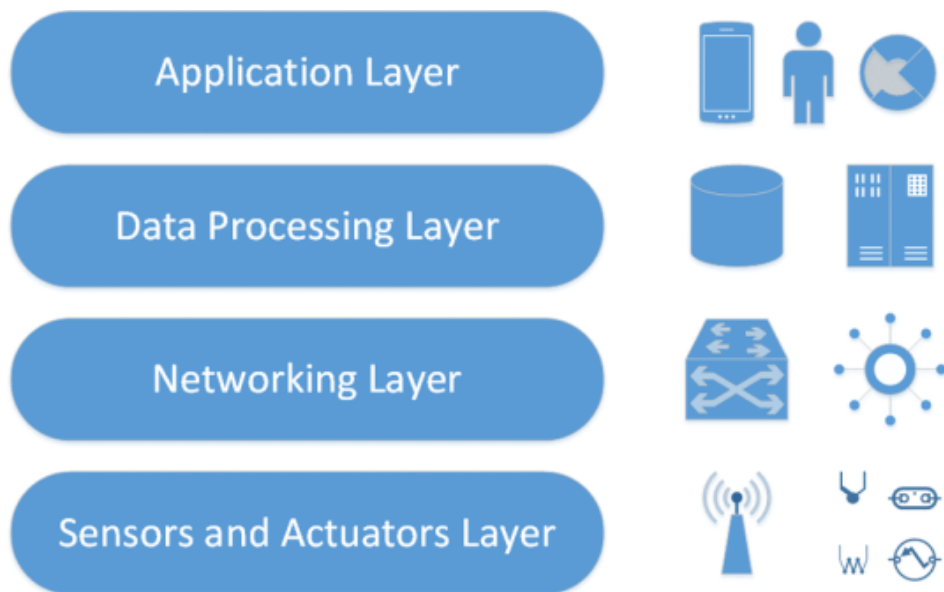 Application Layer
Data Processing Layer
Networking Layer
Sensors and Actuators Layer